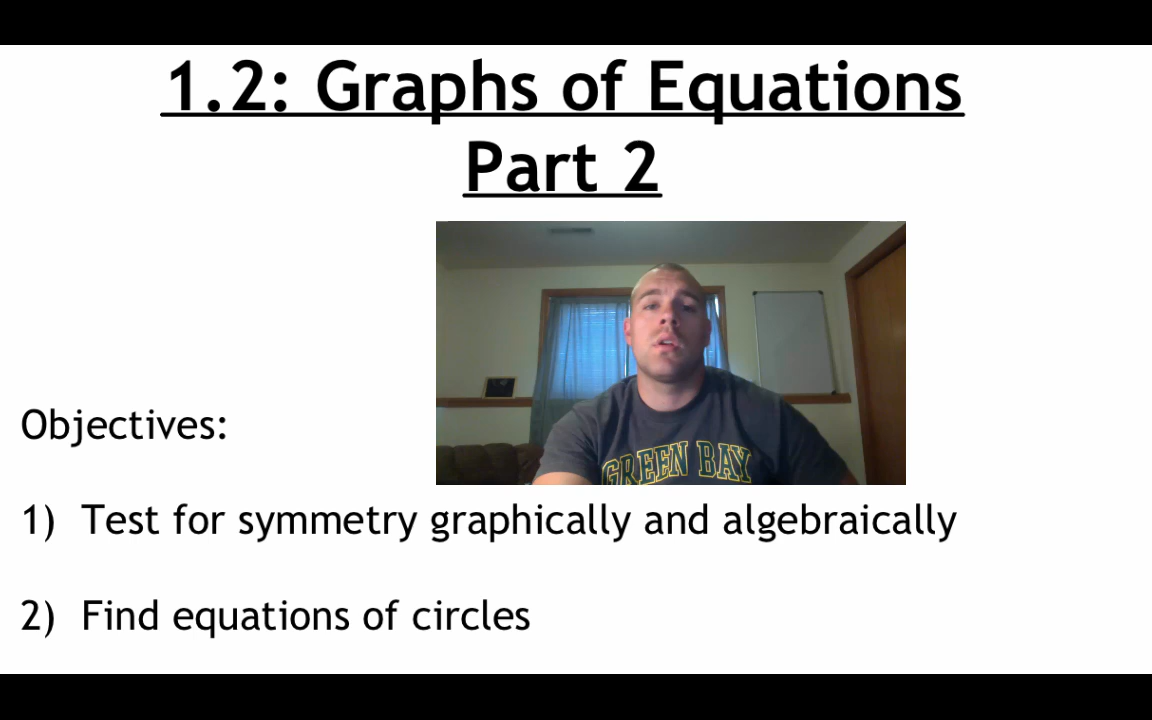 1.2: Graphs of Equations
Part 2
GREEN BAY
Objectives:
1) Test for symmetry graphically and algebraically
2) Find equations of circles